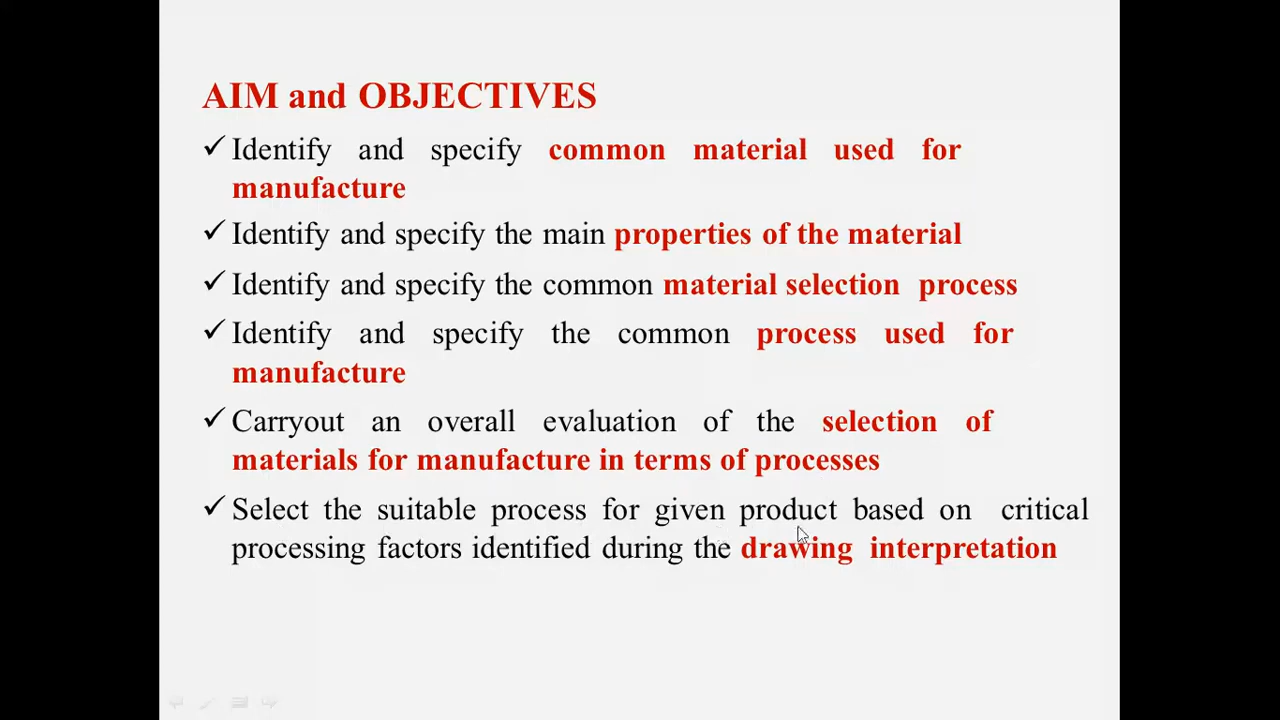 AIM and OBJECTIVES
✓ Identify and specify common material used for
manufacture
✓ Identify and specify the main properties of the material
✓ Identify and specify the common material selection process
✓ Identify and specify the common process used for
manufacture
✓ Carryout an overall evaluation of the selection of
materials for manufacture in terms of processes
✓ Select the suitable process for given product based on critical
processing factors identified during the drawing interpretation